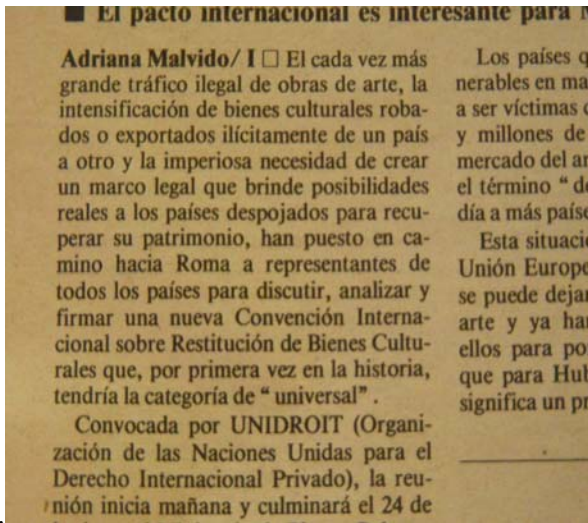 ■ El pacto internacional es interesante para
Adriana Malvido/ I □ El cada vez más
grande tráfico ilegal de obras de arte, la
intensificación de bienes culturales roba-
dos o exportados ilícitamente de un país
a otro y la imperiosa necesidad de crear
un marco legal que brinde posibilidades
reales a los países despojados para recu-
perar su patrimonio, han puesto en ca-
mino hacia Roma a representantes de
todos los países para discutir, analizar y
firmar una nueva Convención Interna-
cional sobre Restitución de Bienes Cultu-
rales que, por primera vez en la historia,
tendría la categoría de “ universal” .
Convocada por UNIDROIT (Organi-
zación de las Naciones Unidas para el
Derecho Internacional Privado), la reu-
nión inicia mañana y culminará el 24 de
Los países
nerables en
a ser víctimas
y millones de
mercado del
el término “
día a más
Esta
Unión
se puede
arte y ya
ellos para
que para
significa un